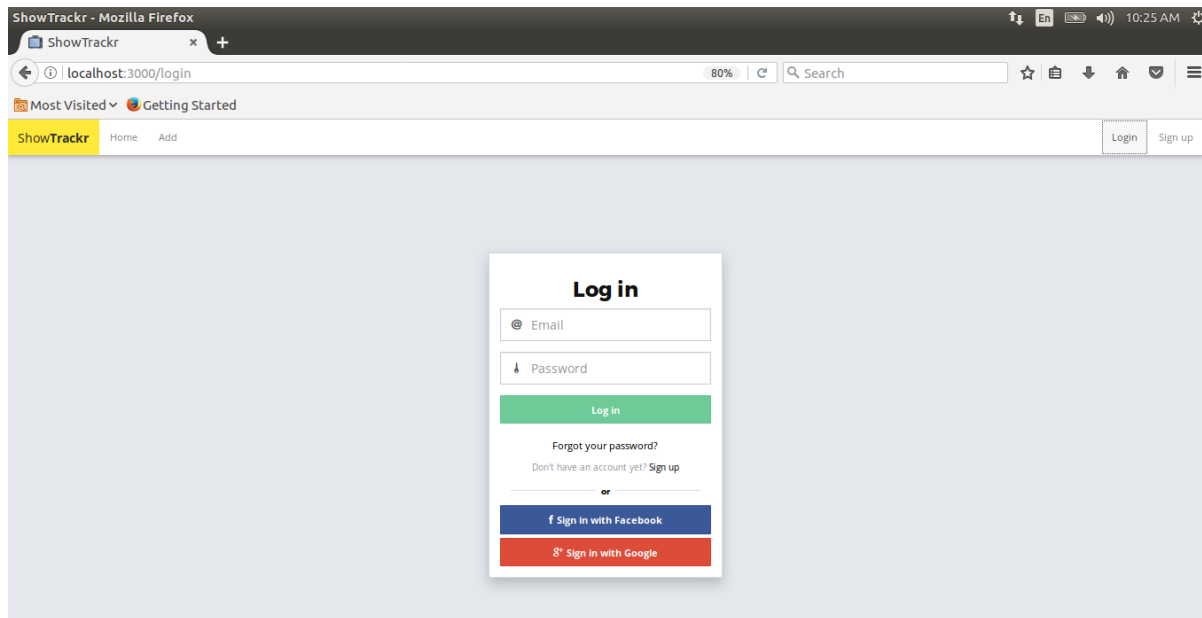 ShowTrackr - Mozilla Firefox
En
10:25 AM
ShowTrackr × +
localhost:3000/login
80%
Search
Most Visited
Getting Started
ShowTrackr
Home
Add
Login
Sign up
Log in
@ Email
Password
Log in
Forgot your password?
Don't have an account yet? Sign up
or
f Sign in with Facebook
g+ Sign in with Google